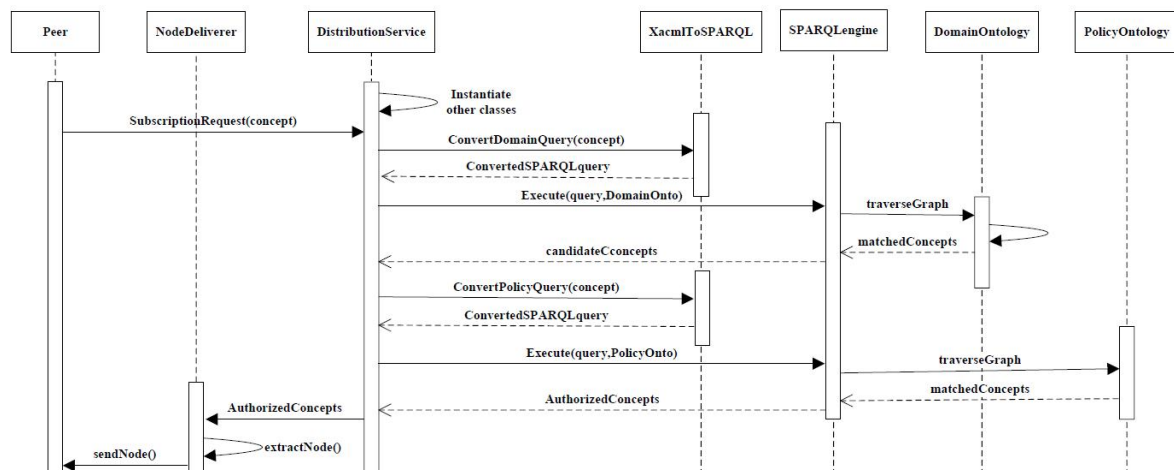 Peer
NodeDeliverer
DistributionService
XacmlToSPARQL
SPARQLengine
DomainOntology
PolicyOntology
Instantiate
other classes
SubscriptionRequest(concept)
ConvertDomainQuery(concept)
ConvertedSPARQLquery
Execute(query,DomainOnto)
traverseGraph
matchedConcepts
candidateCconcepts
ConvertPolicyQuery(concept)
ConvertedSPARQLquery
Execute(query,PolicyOnto)
traverseGraph
matchedConcepts
AuthorizedConcepts
AuthorizedConcepts
extractNode()
sendNode()